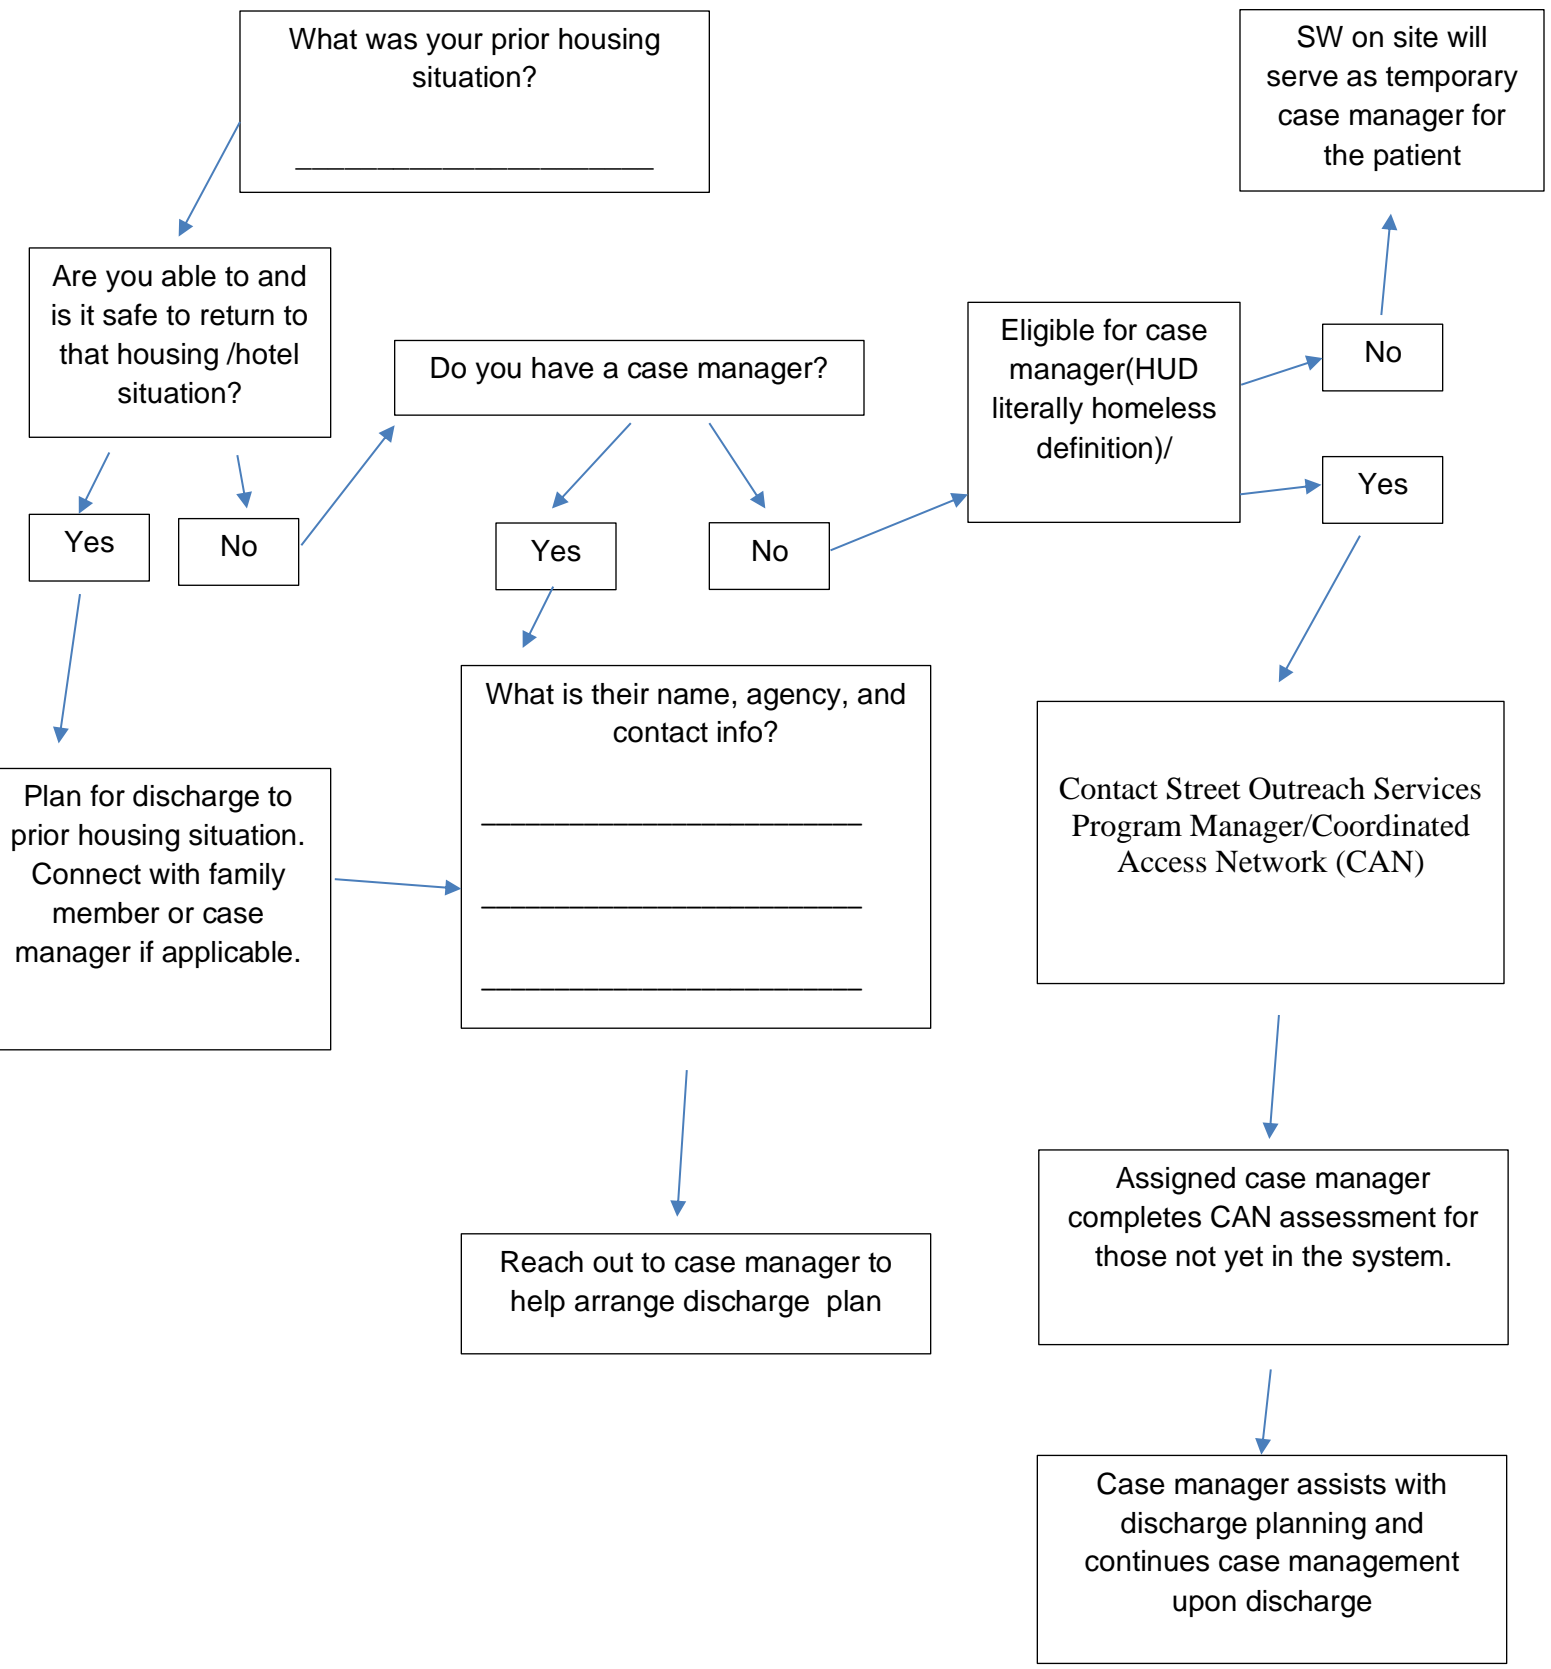 What was your prior housing
situation?
______________________
SW on site will
serve as temporary
case manager for
the patient
Are you able to and
is it safe to return to
that housing /hotel
situation?
Do you have a case manager?
Eligible for case
manager(HUD
literally homeless
definition)/
No
Yes
Yes
No
Yes
No
What is their name, agency, and
contact info?
__________________________
__________________________
__________________________
Plan for discharge to
prior housing situation.
Connect with family
member or case
manager if applicable.
Contact Street Outreach Services
Program Manager/Coordinated
Access Network (CAN)
Reach out to case manager to
help arrange discharge  plan
Assigned case manager
completes CAN assessment for
those not yet in the system.
Case manager assists with
discharge planning and
continues case management
upon discharge